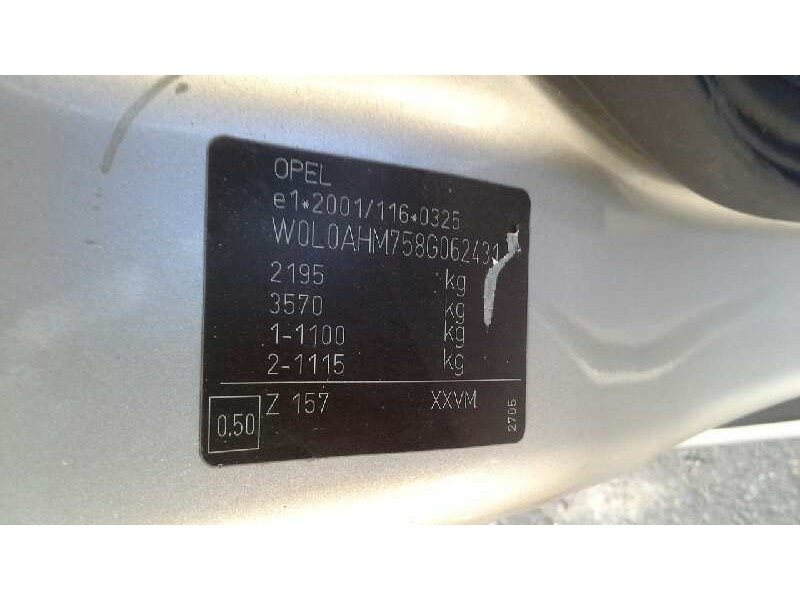 OPEL
e1*2001/116*0325
W0L0AHM758G062431
2195 kg
3570 kg
1-1100 kg
2-1115 kg
0.50 Z 157 XXVM 2705